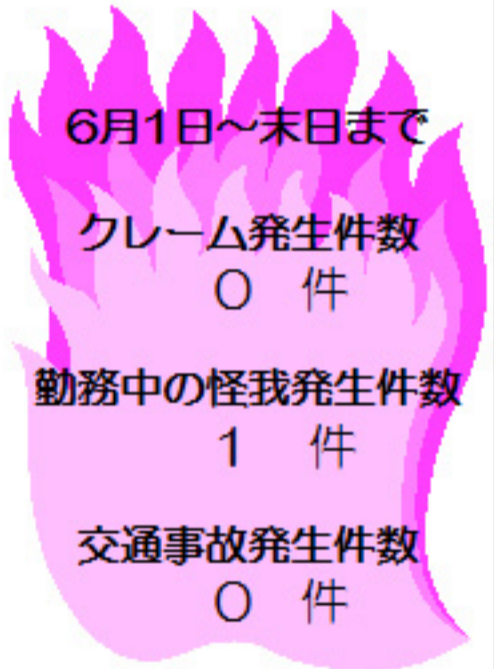 6月1日～末日まで
クレーム発生件数
０　件
勤務中の怪我発生件数
１　件
交通事故発生件数
０　件